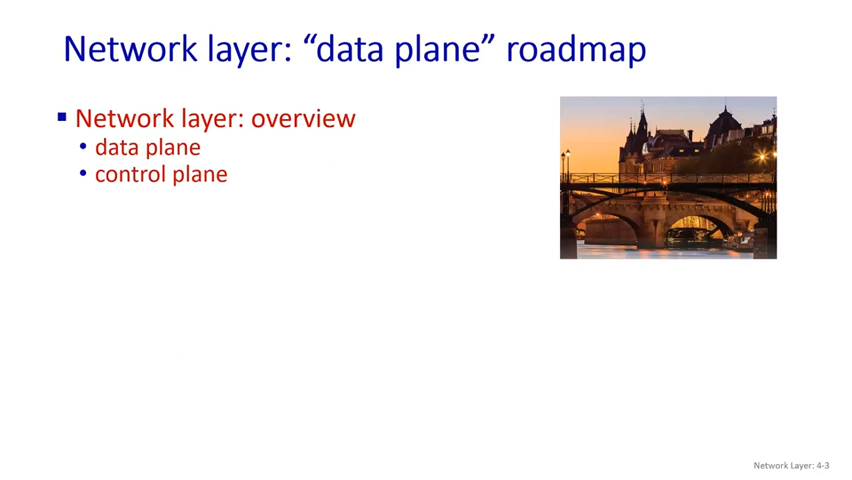 Network layer: “data plane” roadmap
▪ Network layer: overview
• data plane
• control plane
Network Layer: 4-3